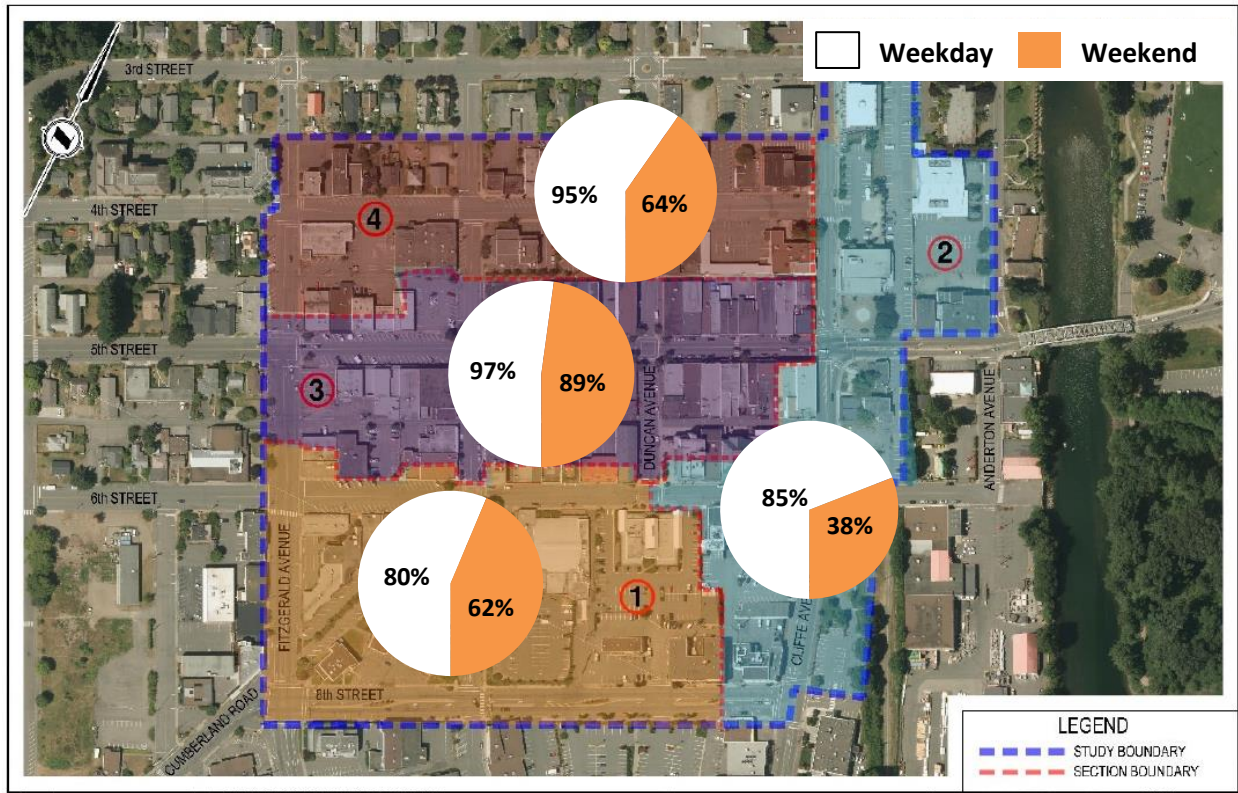 Weekday
Weekend
3rd STREET
4th STREET
5th STREET
6th STREET
8th STREET
FITZGERALD AVENUE
CUMBERLAND ROAD
DUNCAN AVENUE
ANDERTON AVENUE
CLIFFE AVE
4
2
3
1
95%
64%
97%
89%
85%
38%
80%
62%
LEGEND
STUDY BOUNDARY
SECTION BOUNDARY